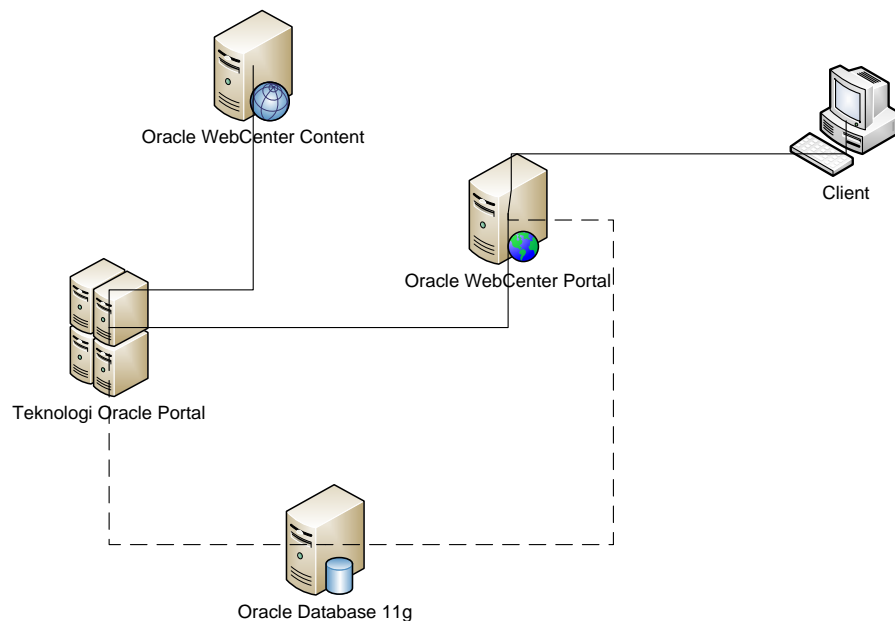 Oracle WebCenter Content
Client
Oracle WebCenter Portal
Teknologi Oracle Portal
Oracle Database 11g